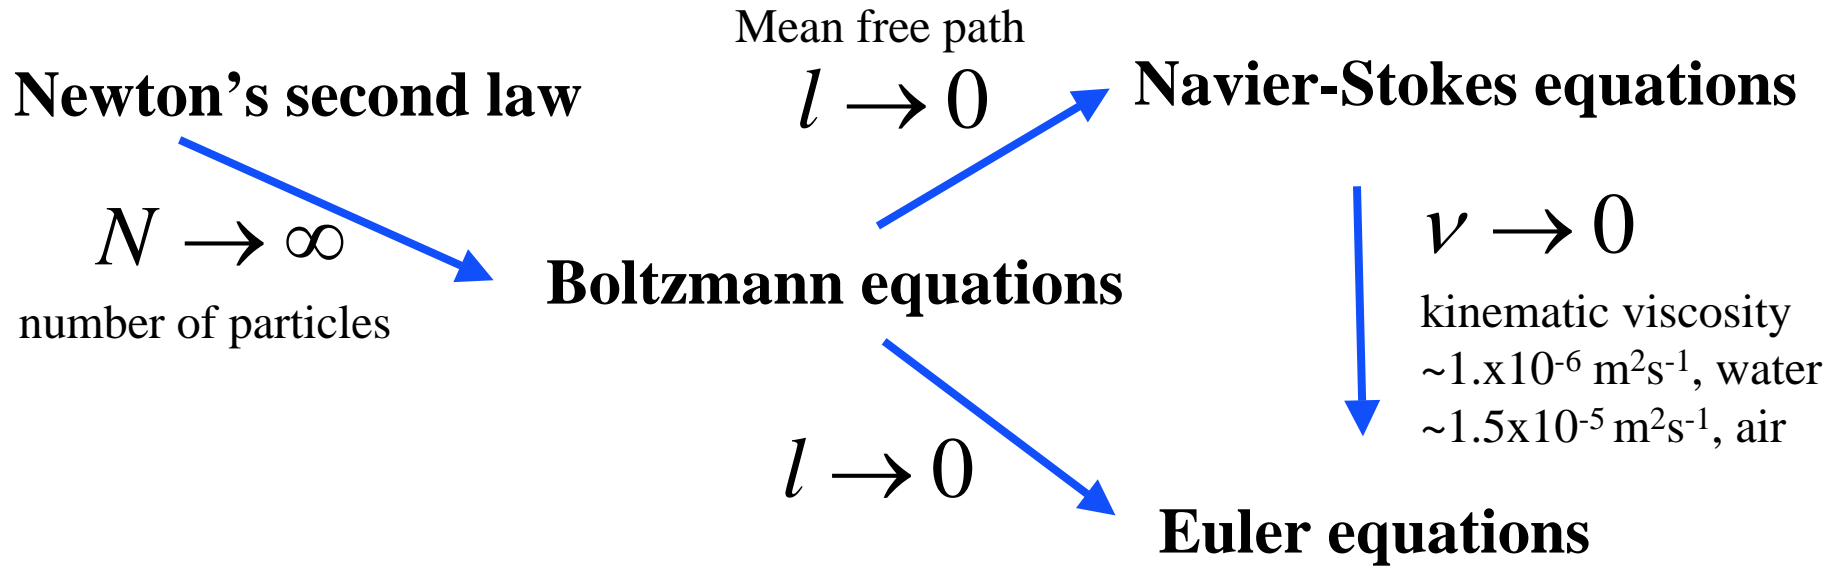 Mean free path
Newton’s second law
l → 0
Navier-Stokes equations
N → ∞
number of particles
Boltzmann equations
ν → 0
kinematic viscosity
~1.x10⁻⁶ m²s⁻¹, water
~1.5x10⁻⁵ m²s⁻¹, air
l → 0
Euler equations